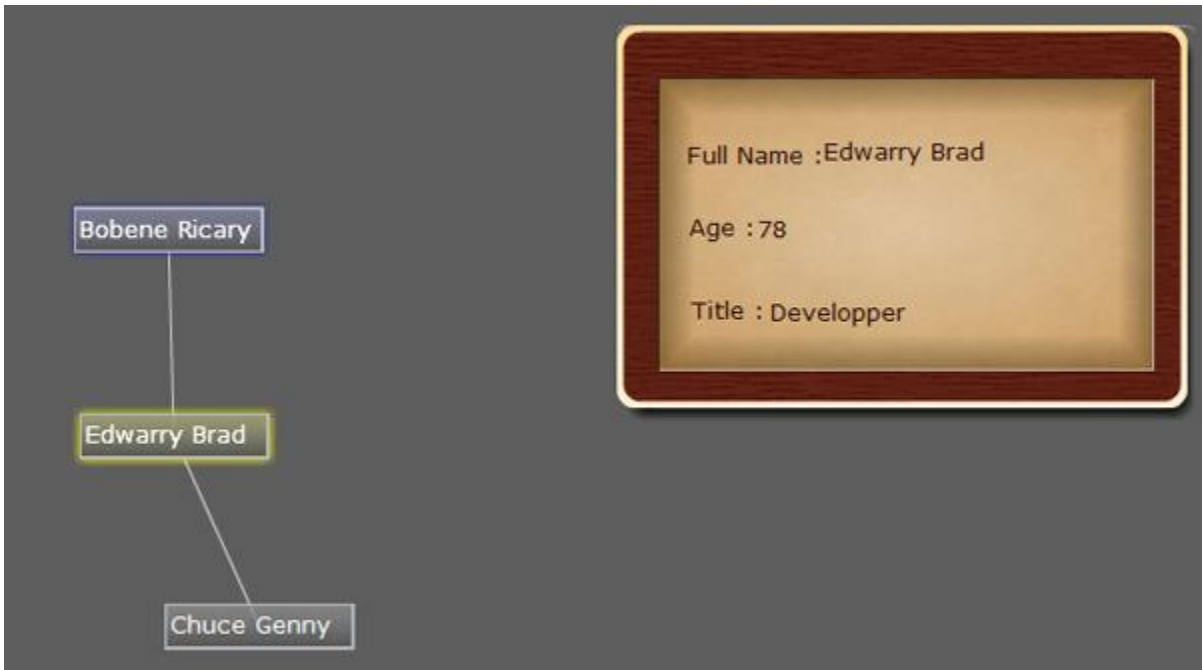 Full Name :Edwarry Brad
Age :78
Title : Developper
Bobene Ricary
Edwarry Brad
Chuce Genny